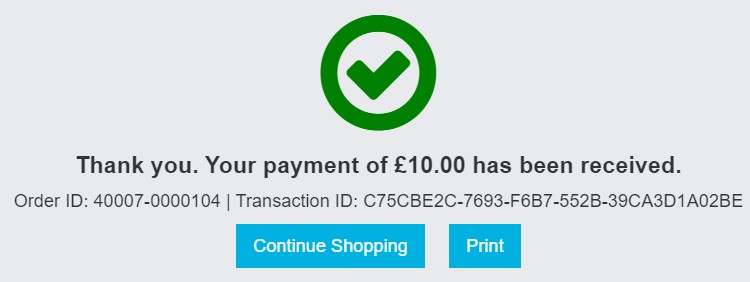 Thank you. Your payment of £10.00 has been received.
Order ID: 40007-0000104 | Transaction ID: C75CBE2C-7693-F6B7-552B-39CA3D1A02BE
Continue Shopping Print